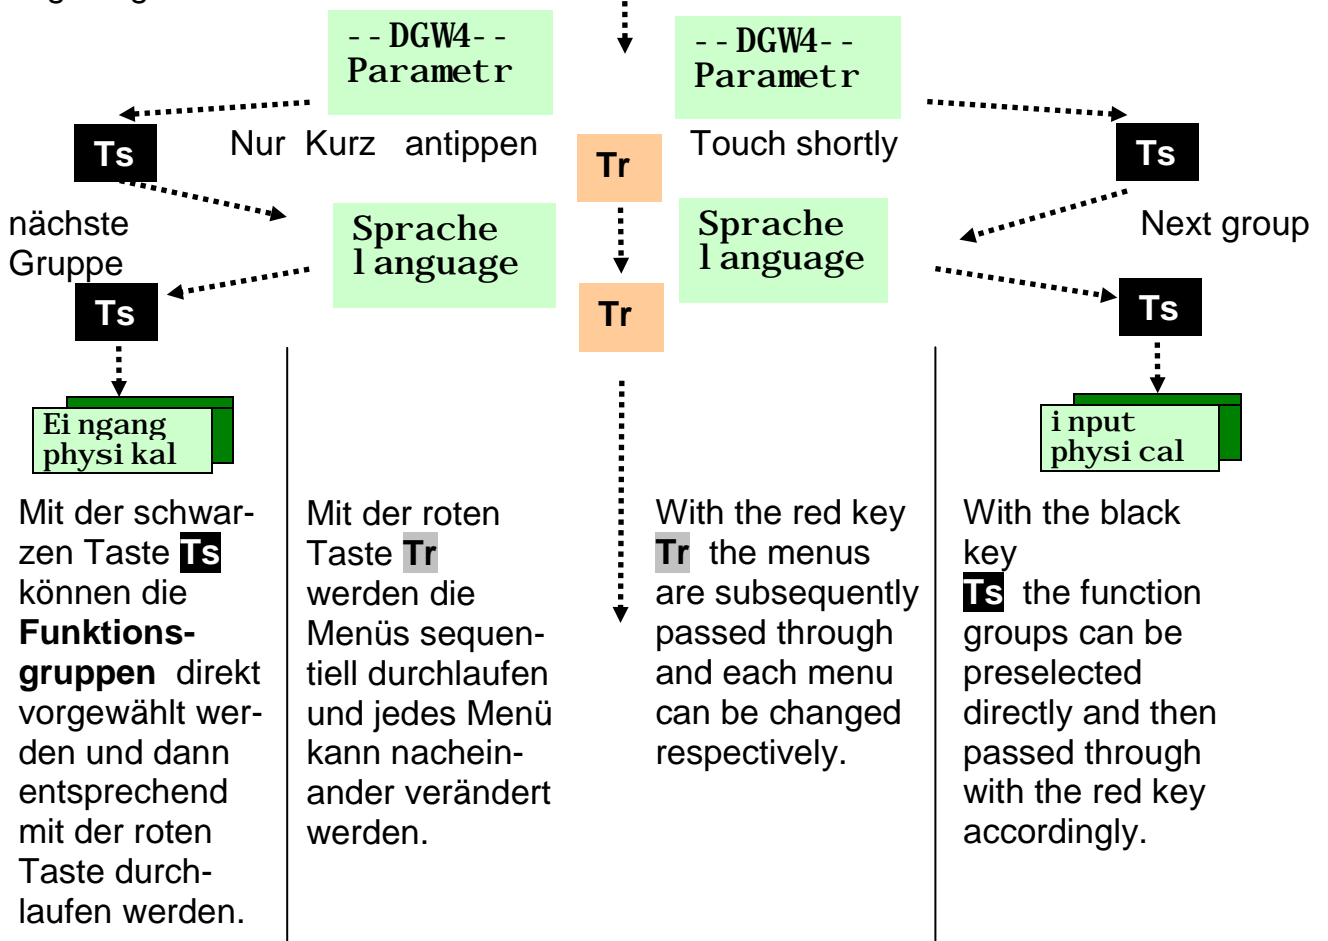 --DGW4--
Parametr
--DGW4--
Parametr
Ts
Nur Kurz antippen
Tr
Touch shortly
Ts
nächste
Gruppe
Sprache
language
Sprache
language
Next group
Ts
Tr
Ts
Eingang
physikal
input
physical
Mit der schwar-
zen Taste Ts
können die
Funktions-
gruppen direkt
vorgewählt wer-
den und dann
entsprechend
mit der roten
Taste durch-
laufen werden.
Mit der roten
Taste Tr
werden die
Menüs sequen-
tiell durchlaufen
und jedes Menü
kann nachein-
ander verändert
werden.
With the red key
Tr the menus
are subsequently
passed through
and each menu
can be changed
respectively.
With the black
key
Ts the function
groups can be
preselected
directly and then
passed through
with the red key
accordingly.